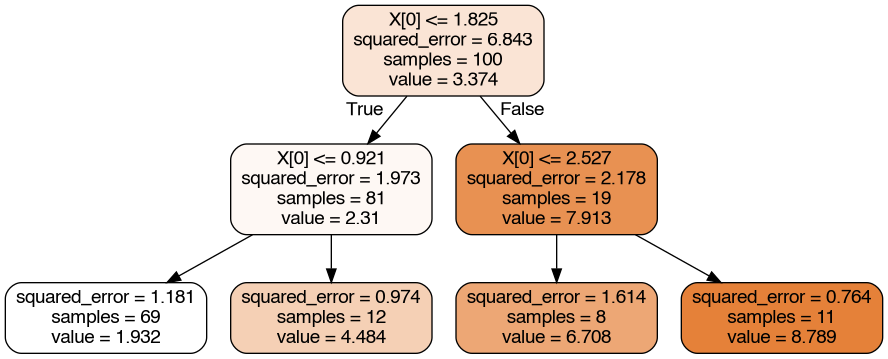 X[0] <= 1.825
squared_error = 6.843
samples = 100
value = 3.374
True
False
X[0] <= 0.921
squared_error = 1.973
samples = 81
value = 2.31
X[0] <= 2.527
squared_error = 2.178
samples = 19
value = 7.913
squared_error = 1.181
samples = 69
value = 1.932
squared_error = 0.974
samples = 12
value = 4.484
squared_error = 1.614
samples = 8
value = 6.708
squared_error = 0.764
samples = 11
value = 8.789